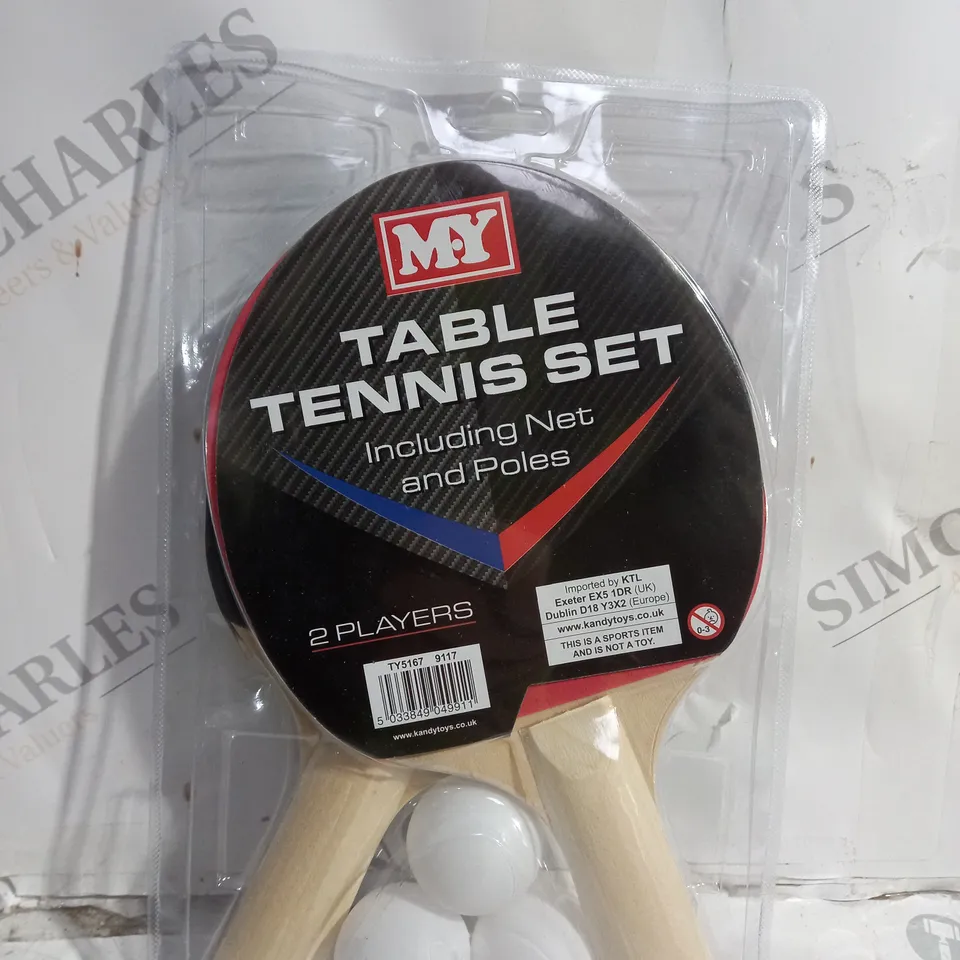 M.Y
TABLE
TENNIS SET
Including Net
and Poles
2 PLAYERS
Imported by KTL
Exeter EX5 1DR (UK)
Dublin D18 Y3X2 (Europe)
www.kandytoys.co.uk
THIS IS A SPORTS ITEM
AND IS NOT A TOY.
0-3
TY5167 9117
5 033849 049911
www.kandytoys.co.uk
CHARLES
& Valuers
CHARLES
Valuers
SIMO
S